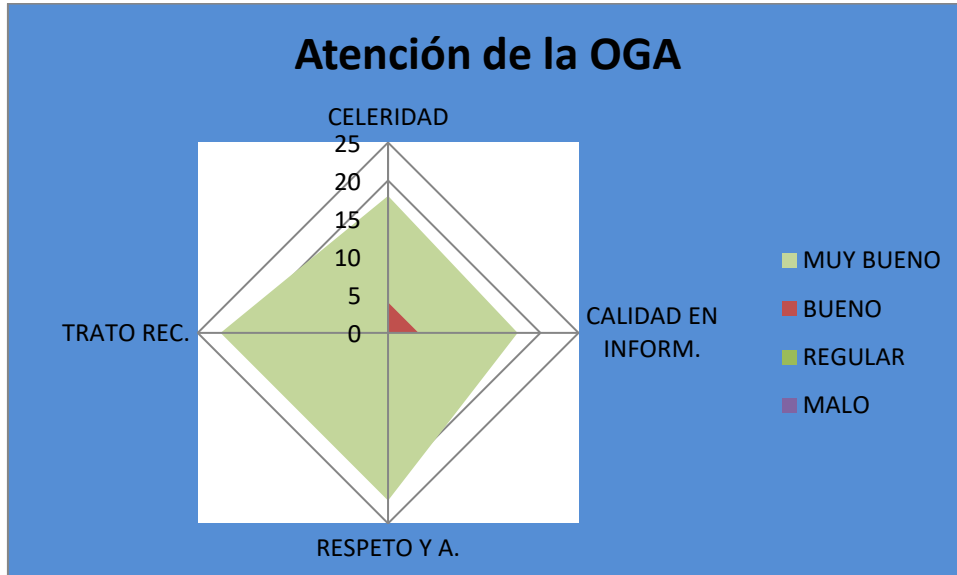 Atención de la OGA
CELERIDAD
25
20
15
10
5
0
TRATO REC.
CALIDAD EN
INFORM.
RESPETO Y A.
MUY BUENO
BUENO
REGULAR
MALO